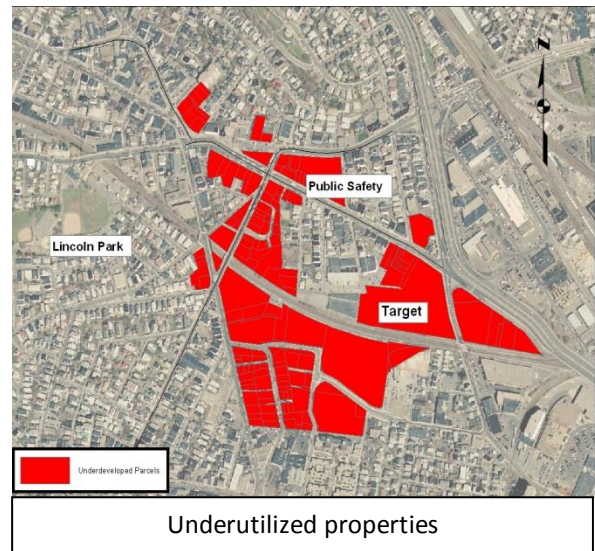 Z
Public Safety
Lincoln Park
Target
Underdeveloped Parcels
Underutilized properties